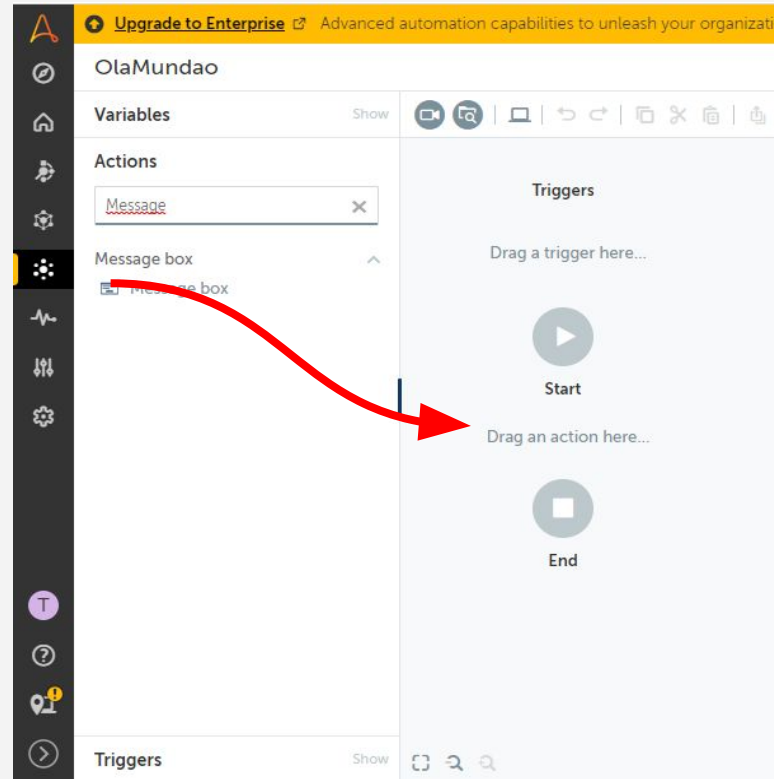 Upgrade to Enterprise Advanced automation capabilities to unleash your organizati
OlaMundao
Variables Show
Actions
Message
Message box
Message box
Triggers
Drag a trigger here...
Start
Drag an action here...
End
T
Triggers Show